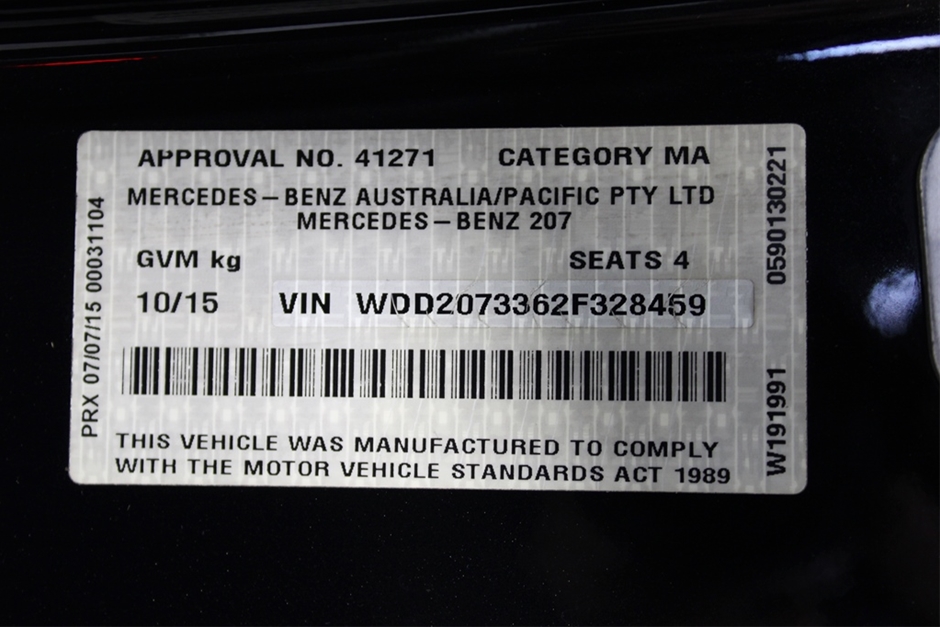 APPROVAL NO. 41271 CATEGORY MA
MERCEDES-BENZ AUSTRALIA/PACIFIC PTY LTD
MERCEDES-BENZ 207
GVM kg SEATS 4
10/15 VIN WDD2073362F328459
THIS VEHICLE WAS MANUFACTURED TO COMPLY
WITH THE MOTOR VEHICLE STANDARDS ACT 1989
PRX 07/07/15 00031104
W191991 0590130221